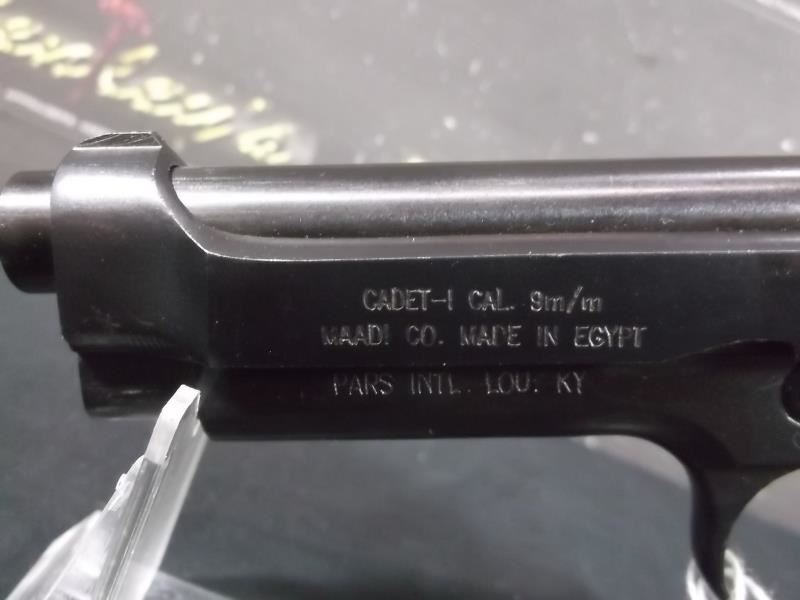 CADET-I CAL. 9m/m
MAADI CO. MADE IN EGYPT
PARS INTL. LOU. KY